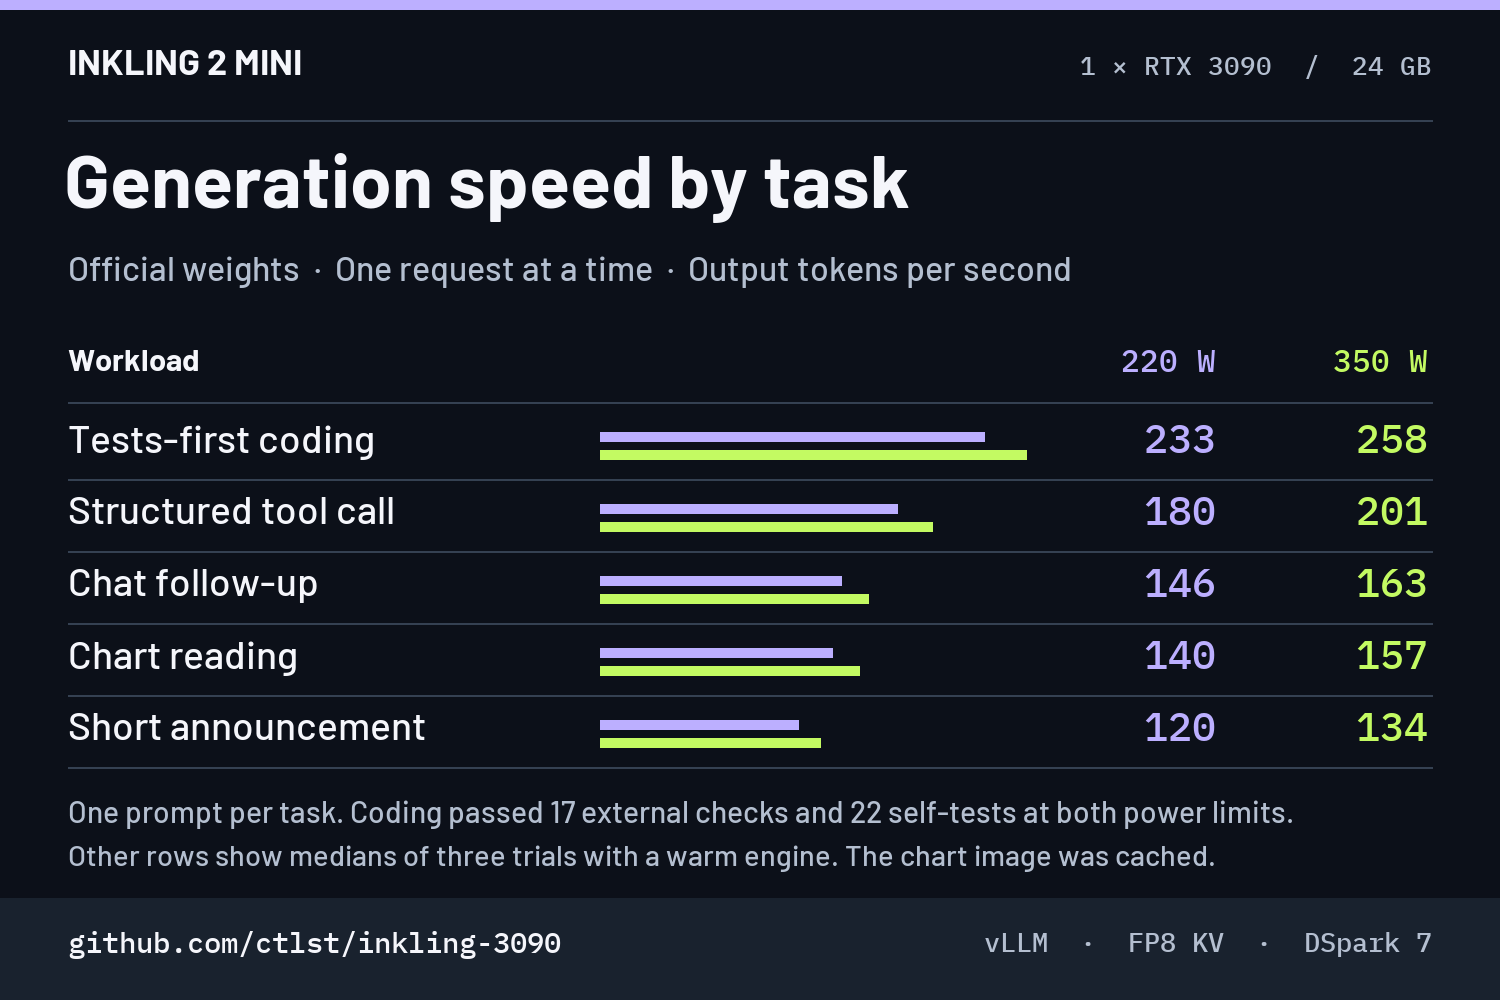 INKLING 2 MINI
1 × RTX 3090 / 24 GB
Generation speed by task
Official weights · One request at a time · Output tokens per second
Workload 220 W 350 W
Tests-first coding 233 258
Structured tool call 180 201
Chat follow-up 146 163
Chart reading 140 157
Short announcement 120 134
One prompt per task. Coding passed 17 external checks and 22 self-tests at both power limits.
Other rows show medians of three trials with a warm engine. The chart image was cached.
github.com/ctlst/inkling-3090
vLLM · FP8 KV · DSpark 7